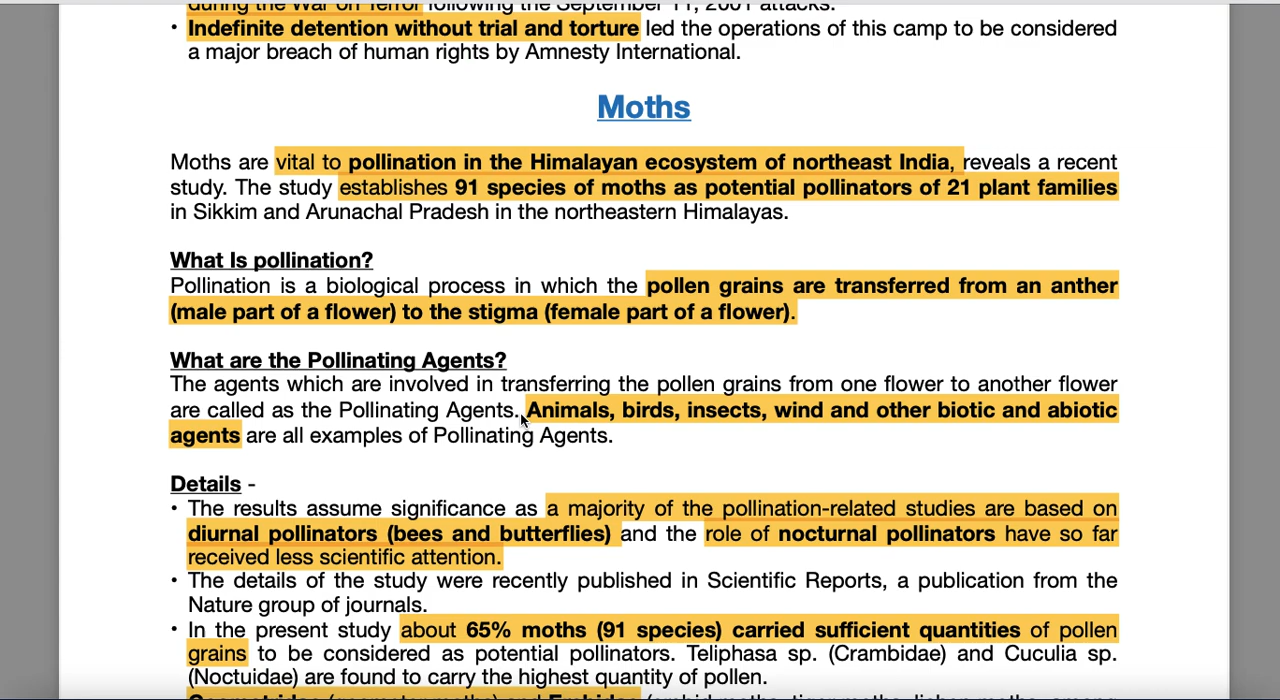 during the War on Terror following the September 11, 2001 attacks.
• Indefinite detention without trial and torture led the operations of this camp to be considered
a major breach of human rights by Amnesty International.
Moths
Moths are vital to pollination in the Himalayan ecosystem of northeast India, reveals a recent
study. The study establishes 91 species of moths as potential pollinators of 21 plant families
in Sikkim and Arunachal Pradesh in the northeastern Himalayas.
What Is pollination?
Pollination is a biological process in which the pollen grains are transferred from an anther
(male part of a flower) to the stigma (female part of a flower).
What are the Pollinating Agents?
The agents which are involved in transferring the pollen grains from one flower to another flower
are called as the Pollinating Agents. Animals, birds, insects, wind and other biotic and abiotic
agents are all examples of Pollinating Agents.
Details -
• The results assume significance as a majority of the pollination-related studies are based on
diurnal pollinators (bees and butterflies) and the role of nocturnal pollinators have so far
received less scientific attention.
• The details of the study were recently published in Scientific Reports, a publication from the
Nature group of journals.
• In the present study about 65% moths (91 species) carried sufficient quantities of pollen
grains to be considered as potential pollinators. Teliphasa sp. (Crambidae) and Cuculia sp.
(Noctuidae) are found to carry the highest quantity of pollen.